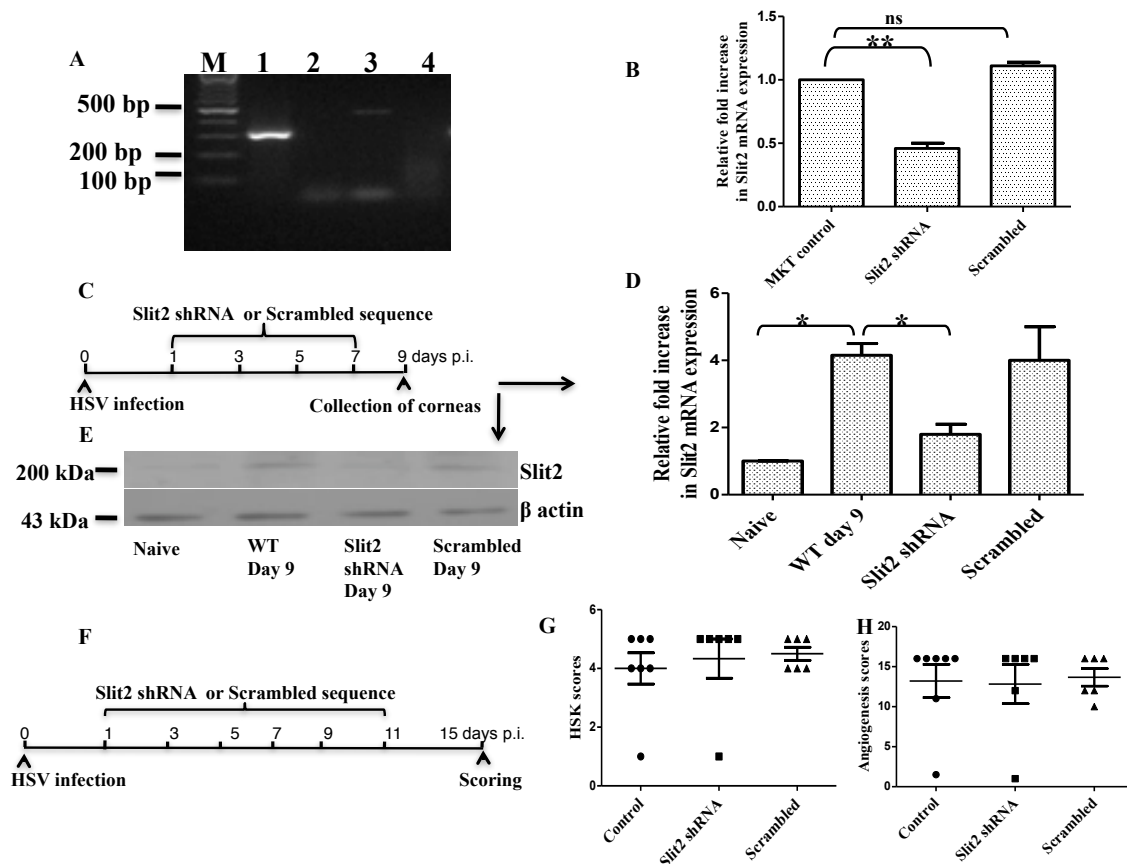 A
M 1 2 3 4
500 bp
200 bp
100 bp
B
Relative fold increase
in Slit2 mRNA expression
1.5
1.0
0.5
0.0
ns
**
MKT control
Slit2 shRNA
Scrambled
C
Slit2 shRNA or Scrambled sequence
0 1 3 5 7 9 days p.i.
HSV infection
Collection of corneas
D
Relative fold increase
in Slit2 mRNA expression
6
4
2
0
* *
Naive
WT day 9
Slit2 shRNA
Scrambled
E
200 kDa
Slit2
43 kDa
β actin
Naive
WT
Day 9
Slit2
shRNA
Day 9
Scrambled
Day 9
F
Slit2 shRNA or Scrambled sequence
0 1 3 5 7 9 11 15 days p.i.
HSV infection
Scoring
G
HSK scores
6
4
2
0
Control
Slit2 shRNA
Scrambled
H
Angiogenesis scores
20
15
10
5
0
Control
Slit2 shRNA
Scrambled